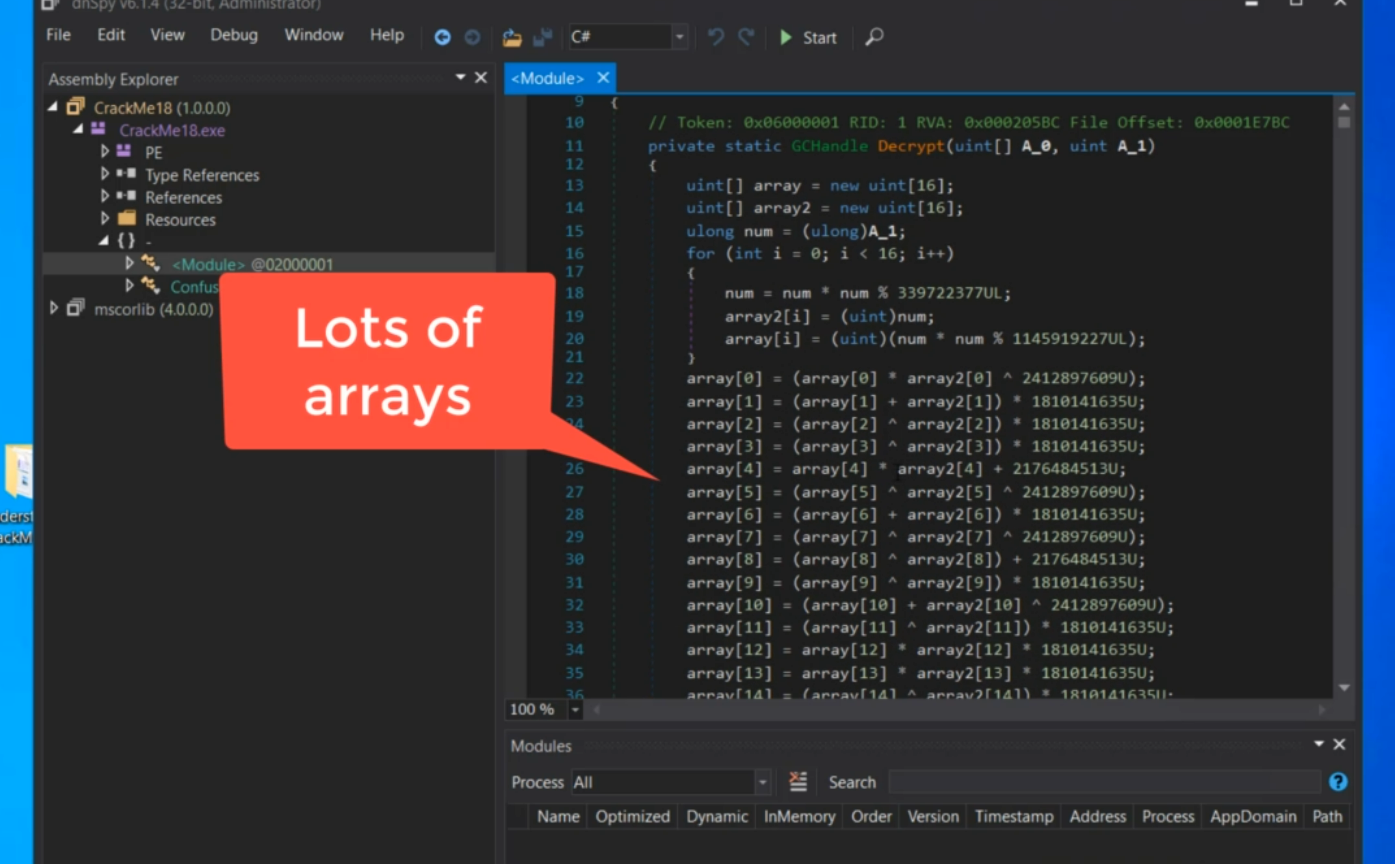 dnSpy v6.1.4 (32-bit, Administrator)
File Edit View Debug Window Help C# Start
Assembly Explorer
<Module>
CrackMe18 (1.0.0.0)
CrackMe18.exe
PE
Type References
References
Resources
{} -
<Module> @02000001
Confus
mscorlib (4.0.0.0)
Lots of
arrays
9 {
10 // Token: 0x06000001 RID: 1 RVA: 0x000205BC File Offset: 0x0001E7BC
11 private static GCHandle Decrypt(uint[] A_0, uint A_1)
12 {
13 uint[] array = new uint[16];
14 uint[] array2 = new uint[16];
15 ulong num = (ulong)A_1;
16 for (int i = 0; i < 16; i++)
17 {
18 num = num * num % 339722377UL;
19 array2[i] = (uint)num;
20 array[i] = (uint)(num * num % 1145919227UL);
21 }
22 array[0] = (array[0] * array2[0] ^ 2412897609U);
23 array[1] = (array[1] + array2[1]) * 1810141635U;
24 array[2] = (array[2] ^ array2[2]) * 1810141635U;
array[3] = (array[3] ^ array2[3]) * 1810141635U;
26 array[4] = array[4] * array2[4] + 2176484513U;
27 array[5] = (array[5] ^ array2[5] ^ 2412897609U);
28 array[6] = (array[6] + array2[6]) * 1810141635U;
29 array[7] = (array[7] ^ array2[7] ^ 2412897609U);
30 array[8] = (array[8] ^ array2[8]) + 2176484513U;
31 array[9] = (array[9] ^ array2[9]) * 1810141635U;
32 array[10] = (array[10] + array2[10] ^ 2412897609U);
33 array[11] = (array[11] ^ array2[11]) * 1810141635U;
34 array[12] = array[12] * array2[12] * 1810141635U;
35 array[13] = array[13] * array2[13] * 1810141635U;
36 array[14] = (array[14] ^ array2[14]) * 1810141635U;
100 %
Modules
Process All Search
Name Optimized Dynamic InMemory Order Version Timestamp Address Process AppDomain Path
derst
ackM